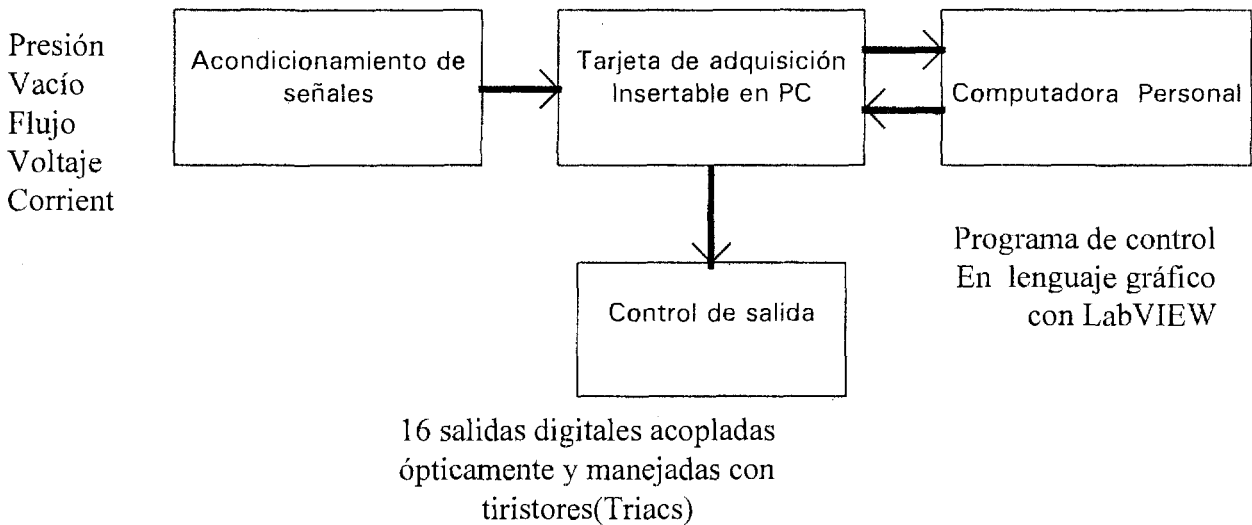 Presión
Vacío
Flujo
Voltaje
Corrient
Acondicionamiento de
señales
Tarjeta de adquisición
Insertable en PC
Computadora Personal
Programa de control
En lenguaje gráfico
con LabVIEW
Control de salida
16 salidas digitales acopladas
ópticamente y manejadas con
tiristores(Triacs)